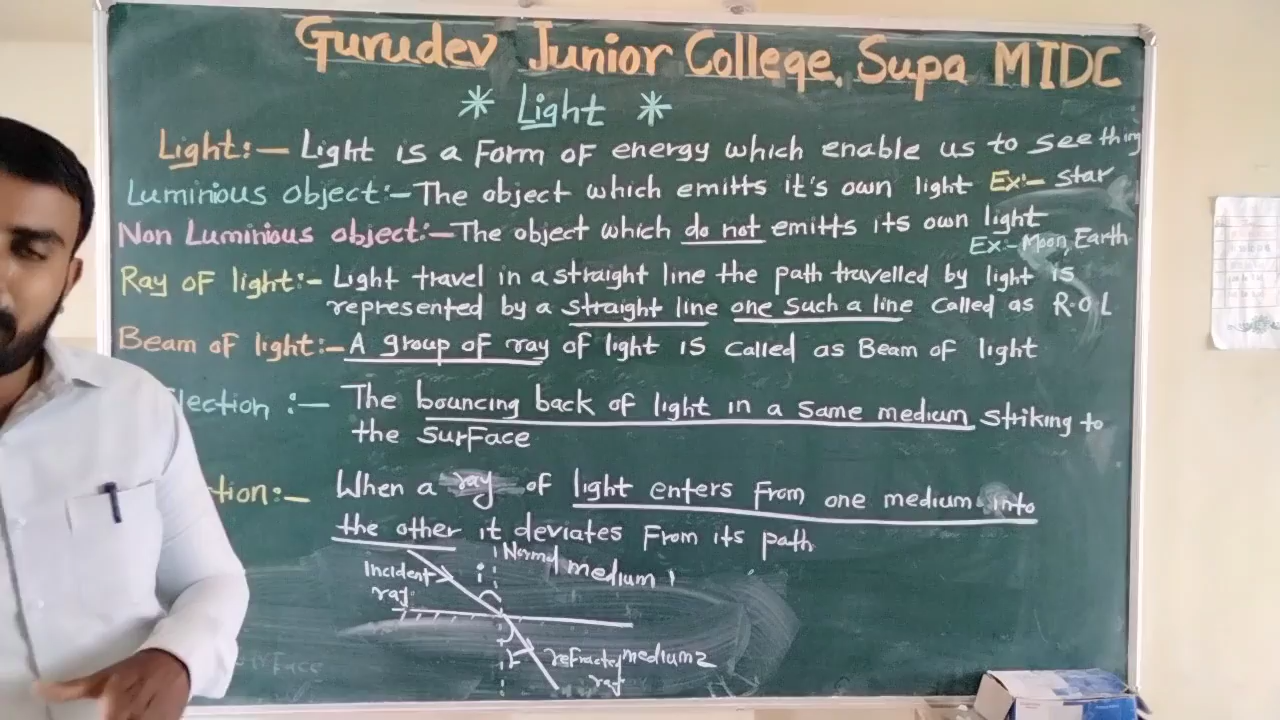 Gurudev Junior College, Supa MIDC
* Light *
Light:- Light is a form of energy which enable us to see thing
Luminious object:- The object which emitts it's own light Ex:- Star
Non Luminious object:- The object which do not emitts its own light
Ex:- Moon, Earth
Ray of light:- Light travel in a straight line the path travelled by light is
represented by a straight line one such a line called as R.O.L
Beam of light:- A group of ray of light is called as Beam of light
lection :- The bouncing back of light in a same medium striking to
the surface
tion:- When a ray of light enters from one medium into
the other it deviates from its path
Normal
Incident
ray
i
medium 1
r
refracted
ray
medium 2